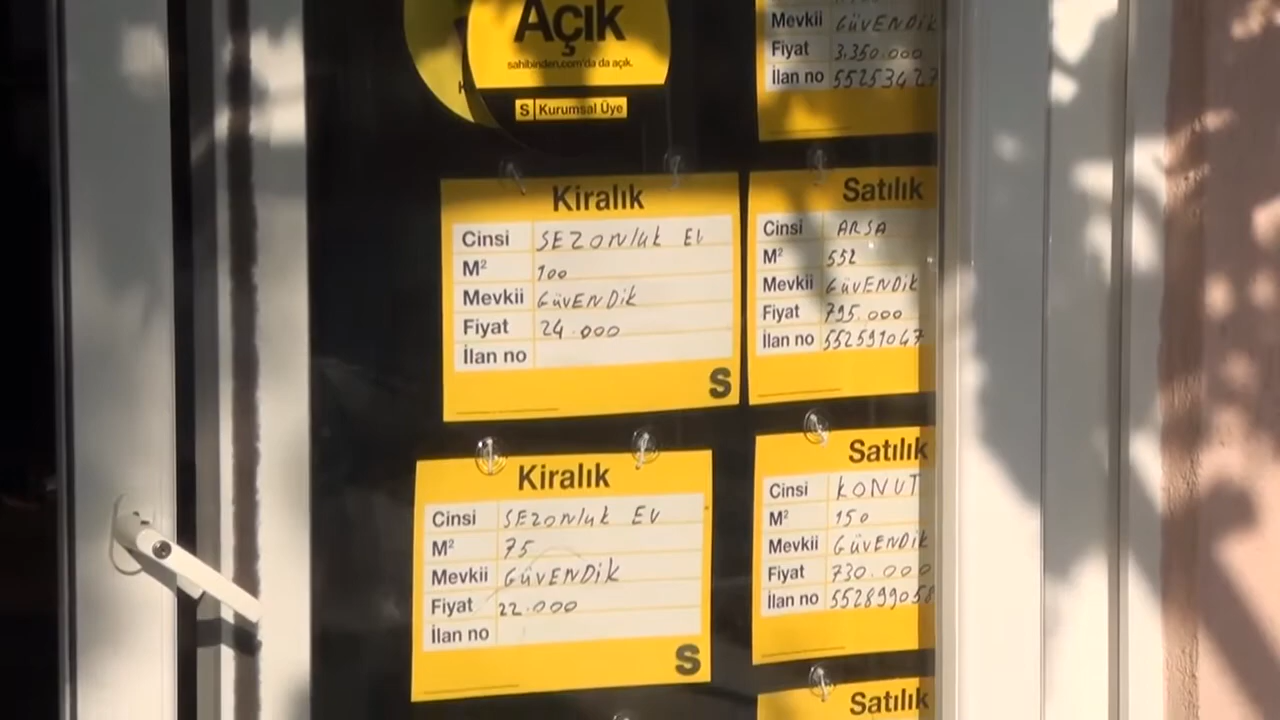 Açık
sahibinden.com'da da açık.
S Kurumsal Üye
Mevkii GÜVENDİK
Fiyat 3.350.000
İlan no 55253427
Kiralık
Cinsi SEZONluk EV
M² 100
Mevkii GÜVENDİK
Fiyat 24.000
İlan no
S
Satılık
Cinsi ARSA
M² 552
Mevkii GÜVENDİK
Fiyat 795.000
İlan no 552591047
Kiralık
Cinsi SEZONluk EV
M² 75
Mevkii GÜVENDİK
Fiyat 22.000
İlan no
S
Satılık
Cinsi KONUT
M² 150
Mevkii GÜVENDİK
Fiyat 730.000
İlan no 552899058
Satılık